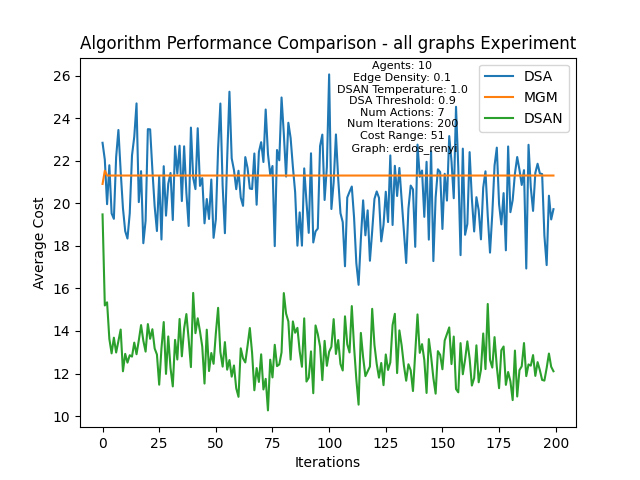 Algorithm Performance Comparison - all graphs Experiment
Agents: 10
Edge Density: 0.1
DSAN Temperature: 1.0
DSA Threshold: 0.9
Num Actions: 7
Num Iterations: 200
Cost Range: 51
Graph: erdos_renyi
DSA
MGM
DSAN
Average Cost
26
24
22
20
18
16
14
12
10
0 25 50 75 100 125 150 175 200
Iterations